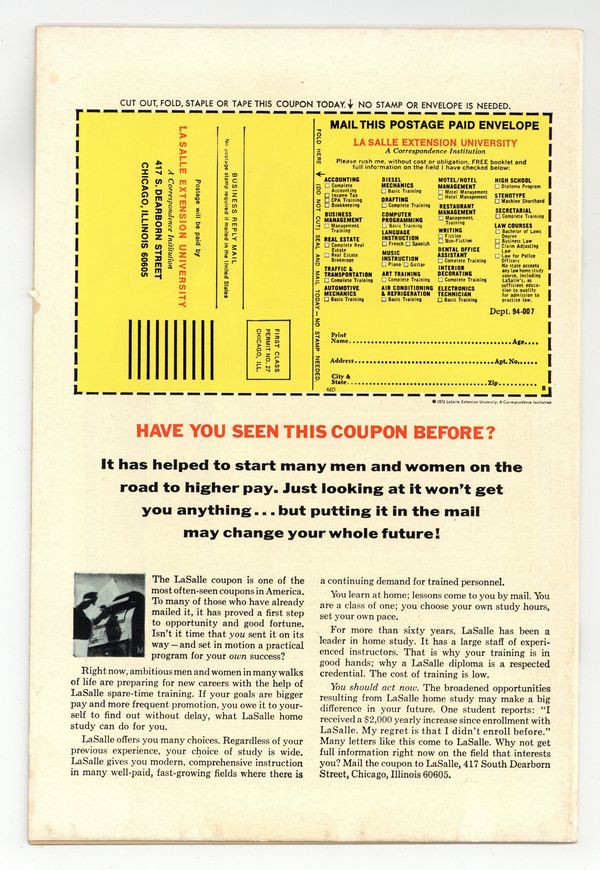 CUT OUT, FOLD, STAPLE OR TAPE THIS COUPON TODAY. NO STAMP OR ENVELOPE IS NEEDED.
LA SALLE EXTENSION UNIVERSITY
A Correspondence Institution
417 S. DEARBORN STREET
CHICAGO, ILLINOIS 60605
Postage will be paid by
BUSINESS REPLY MAIL
No postage stamp required if mailed in the United States
FIRST CLASS
PERMIT NO. 27
CHICAGO, ILL.
FOLD HERE (DO NOT CUT) SEAL AND MAIL TODAY — NO STAMP NEEDED.
MAIL THIS POSTAGE PAID ENVELOPE
LA SALLE EXTENSION UNIVERSITY
A Correspondence Institution
Please rush me, without cost or obligation, FREE booklet and
full information on the field I have checked below:
ACCOUNTING
Complete
Accounting
Income Tax
CPA Training
Bookkeeping
BUSINESS
MANAGEMENT
Management
Training
REAL ESTATE
Complete Real
Estate
Real Estate
Brokerage
TRAFFIC &
TRANSPORTATION
Complete Training
AUTOMOTIVE
MECHANICS
Basic Training
DIESEL
MECHANICS
Basic Training
DRAFTING
Complete Training
COMPUTER
PROGRAMMING
Basic Training
LANGUAGE
INSTRUCTION
French Spanish
MUSIC
INSTRUCTION
Piano Guitar
ART TRAINING
Complete Training
AIR CONDITIONING
& REFRIGERATION
Basic Training
MOTEL/HOTEL
MANAGEMENT
Motel Management
Hotel Management
RESTAURANT
MANAGEMENT
Management
Training
WRITING
Fiction
Non-Fiction
DENTAL OFFICE
ASSISTANT
Complete Training
INTERIOR
DECORATING
Complete Training
ELECTRONICS
TECHNICIAN
Basic Training
HIGH SCHOOL
Diploma Program
STENOTYPE
Machine Shorthand
SECRETARIAL
Complete Training
LAW COURSES
Bachelor of Laws
Degree
Business Law
Claim Adjusting
Law
Law for Police
Officers
No state accepts
any law home study
course, including
LaSalle's, as
sufficient educa-
tion to qualify
for admission to
practice law.
Dept. 94-007
Print
Name Age
Address Apt. No.
City &
State Zip
460 8
© 1972 LaSalle Extension University, A Correspondence Institution
HAVE YOU SEEN THIS COUPON BEFORE?
It has helped to start many men and women on the
road to higher pay. Just looking at it won't get
you anything...but putting it in the mail
may change your whole future!
The LaSalle coupon is one of the
most often-seen coupons in America.
To many of those who have already
mailed it, it has proved a first step
to opportunity and good fortune.
Isn't it time that you sent it on its
way—and set in motion a practical
program for your own success?
Right now, ambitious men and women in many walks
of life are preparing for new careers with the help of
LaSalle spare-time training. If your goals are bigger
pay and more frequent promotion, you owe it to your-
self to find out without delay, what LaSalle home
study can do for you.
LaSalle offers you many choices. Regardless of your
previous experience, your choice of study is wide.
LaSalle gives you modern, comprehensive instruction
in many well-paid, fast-growing fields where there is
a continuing demand for trained personnel.
You learn at home; lessons come to you by mail. You
are a class of one; you choose your own study hours,
set your own pace.
For more than sixty years, LaSalle has been a
leader in home study. It has a large staff of experi-
enced instructors. That is why your training is in
good hands; why a LaSalle diploma is a respected
credential. The cost of training is low.
You should act now. The broadened opportunities
resulting from LaSalle home study may make a big
difference in your future. One student reports: "I
received a $2,000 yearly increase since enrollment with
LaSalle. My regret is that I didn't enroll before."
Many letters like this come to LaSalle. Why not get
full information right now on the field that interests
you? Mail the coupon to LaSalle, 417 South Dearborn
Street, Chicago, Illinois 60605.